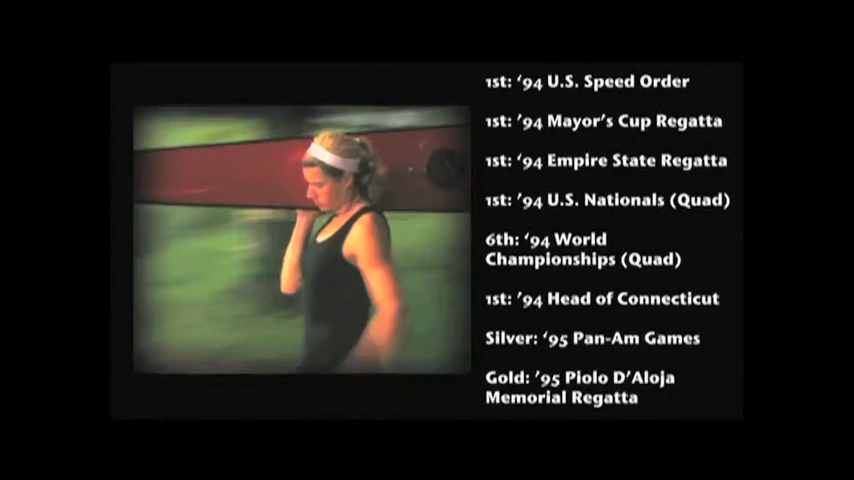 1st: ‘94 U.S. Speed Order
1st: ’94 Mayor’s Cup Regatta
1st: ’94 Empire State Regatta
1st: ’94 U.S. Nationals (Quad)
6th: ‘94 World
Championships (Quad)
1st: ’94 Head of Connecticut
Silver: ‘95 Pan-Am Games
Gold: ’95 Piolo D’Aloja
Memorial Regatta